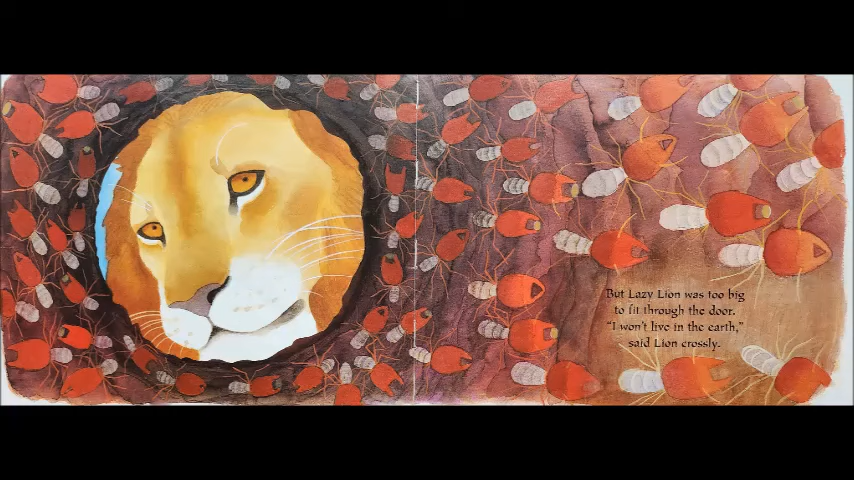 But Lazy Lion was too big
to fit through the door.
"I won't live in the earth,"
said Lion crossly.